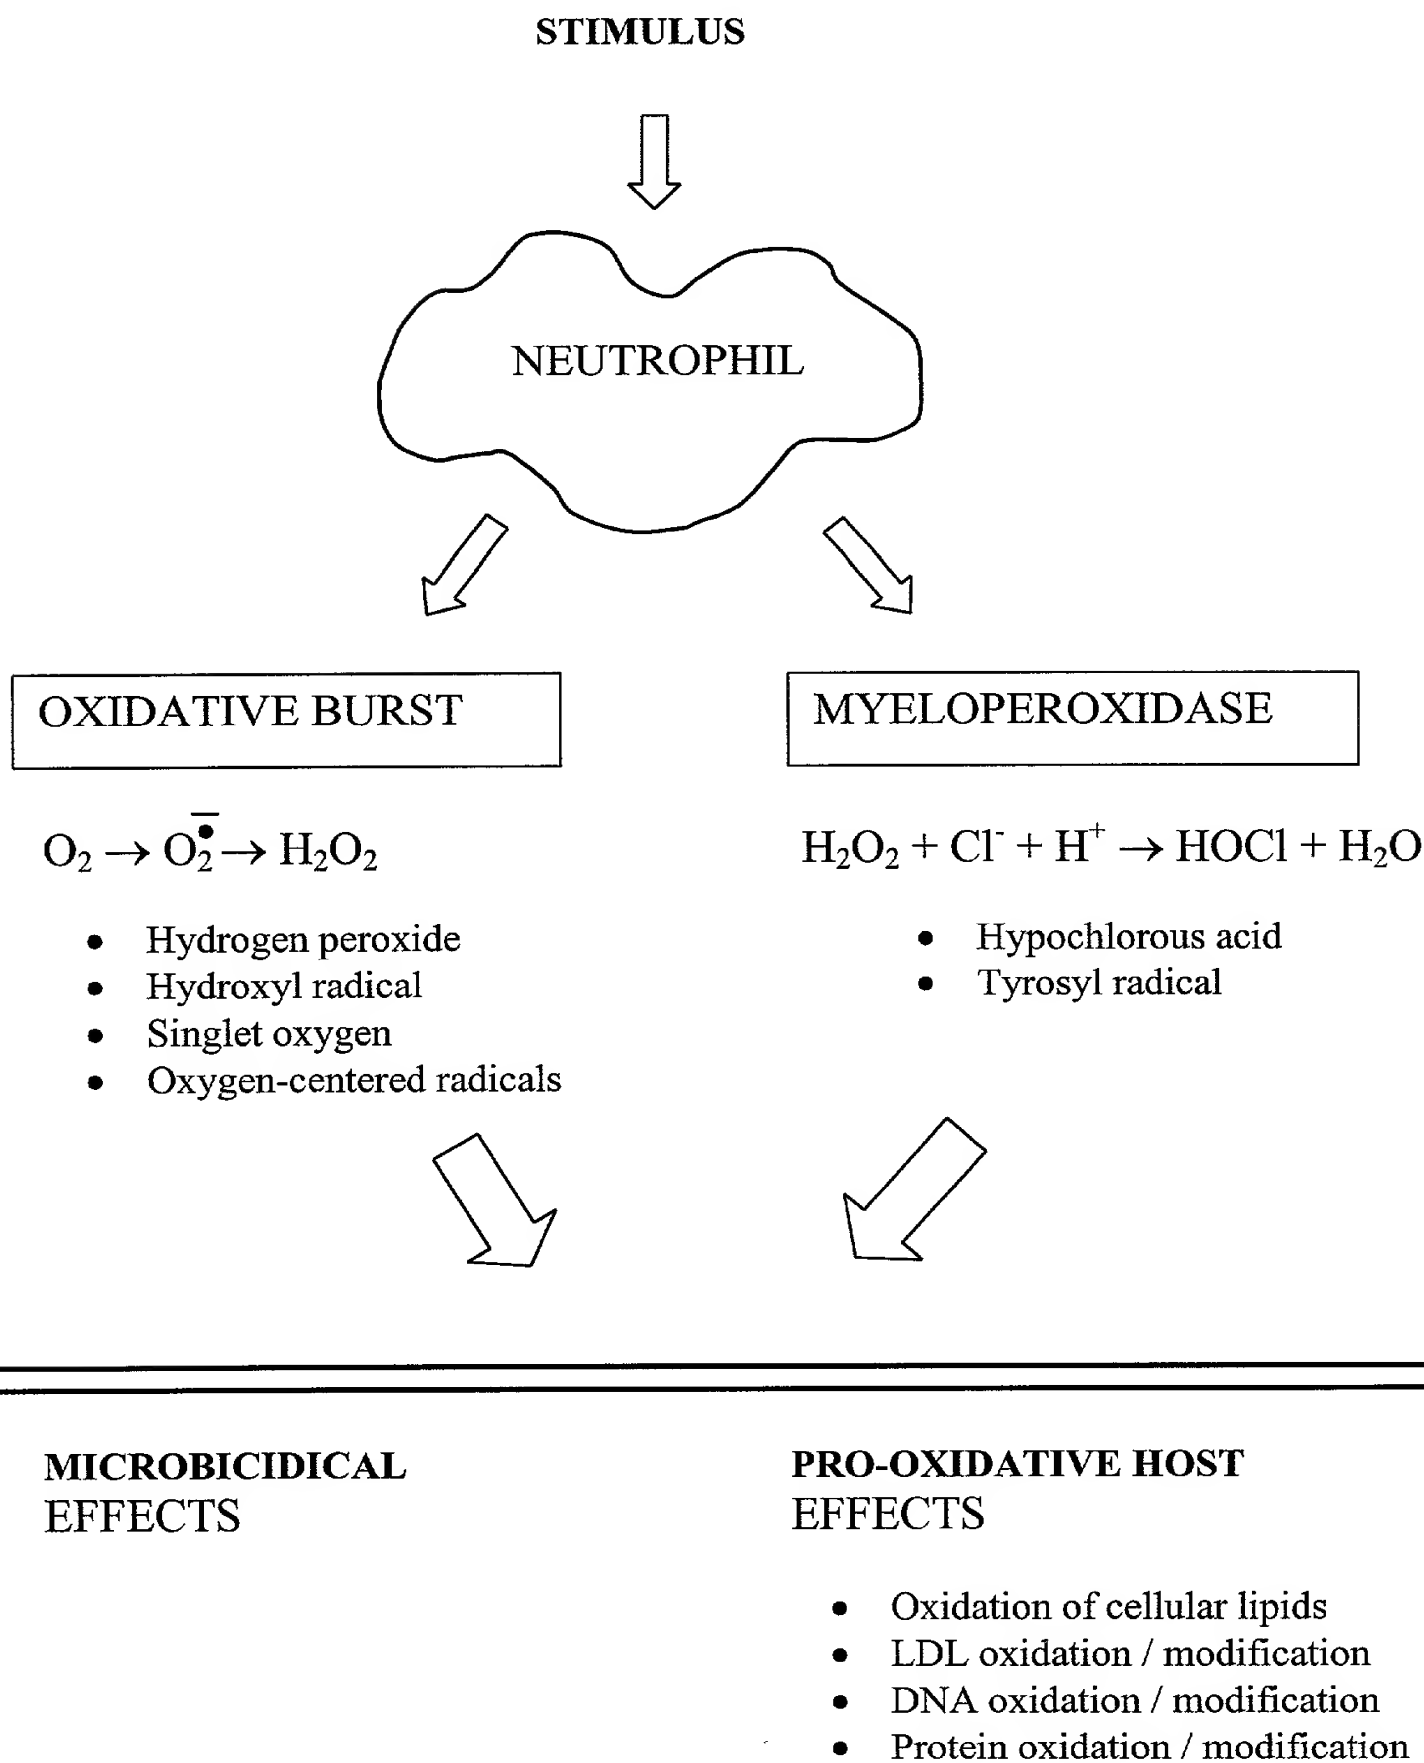 STIMULUS
NEUTROPHIL
OXIDATIVE BURST
MYELOPEROXIDASE
O₂ → O₂•̅ → H₂O₂
H₂O₂ + Cl⁻ + H⁺ → HOCl + H₂O
• Hydrogen peroxide
• Hydroxyl radical
• Singlet oxygen
• Oxygen-centered radicals
• Hypochlorous acid
• Tyrosyl radical
MICROBICIDICAL
EFFECTS
PRO-OXIDATIVE HOST
EFFECTS
• Oxidation of cellular lipids
• LDL oxidation / modification
• DNA oxidation / modification
• Protein oxidation / modification